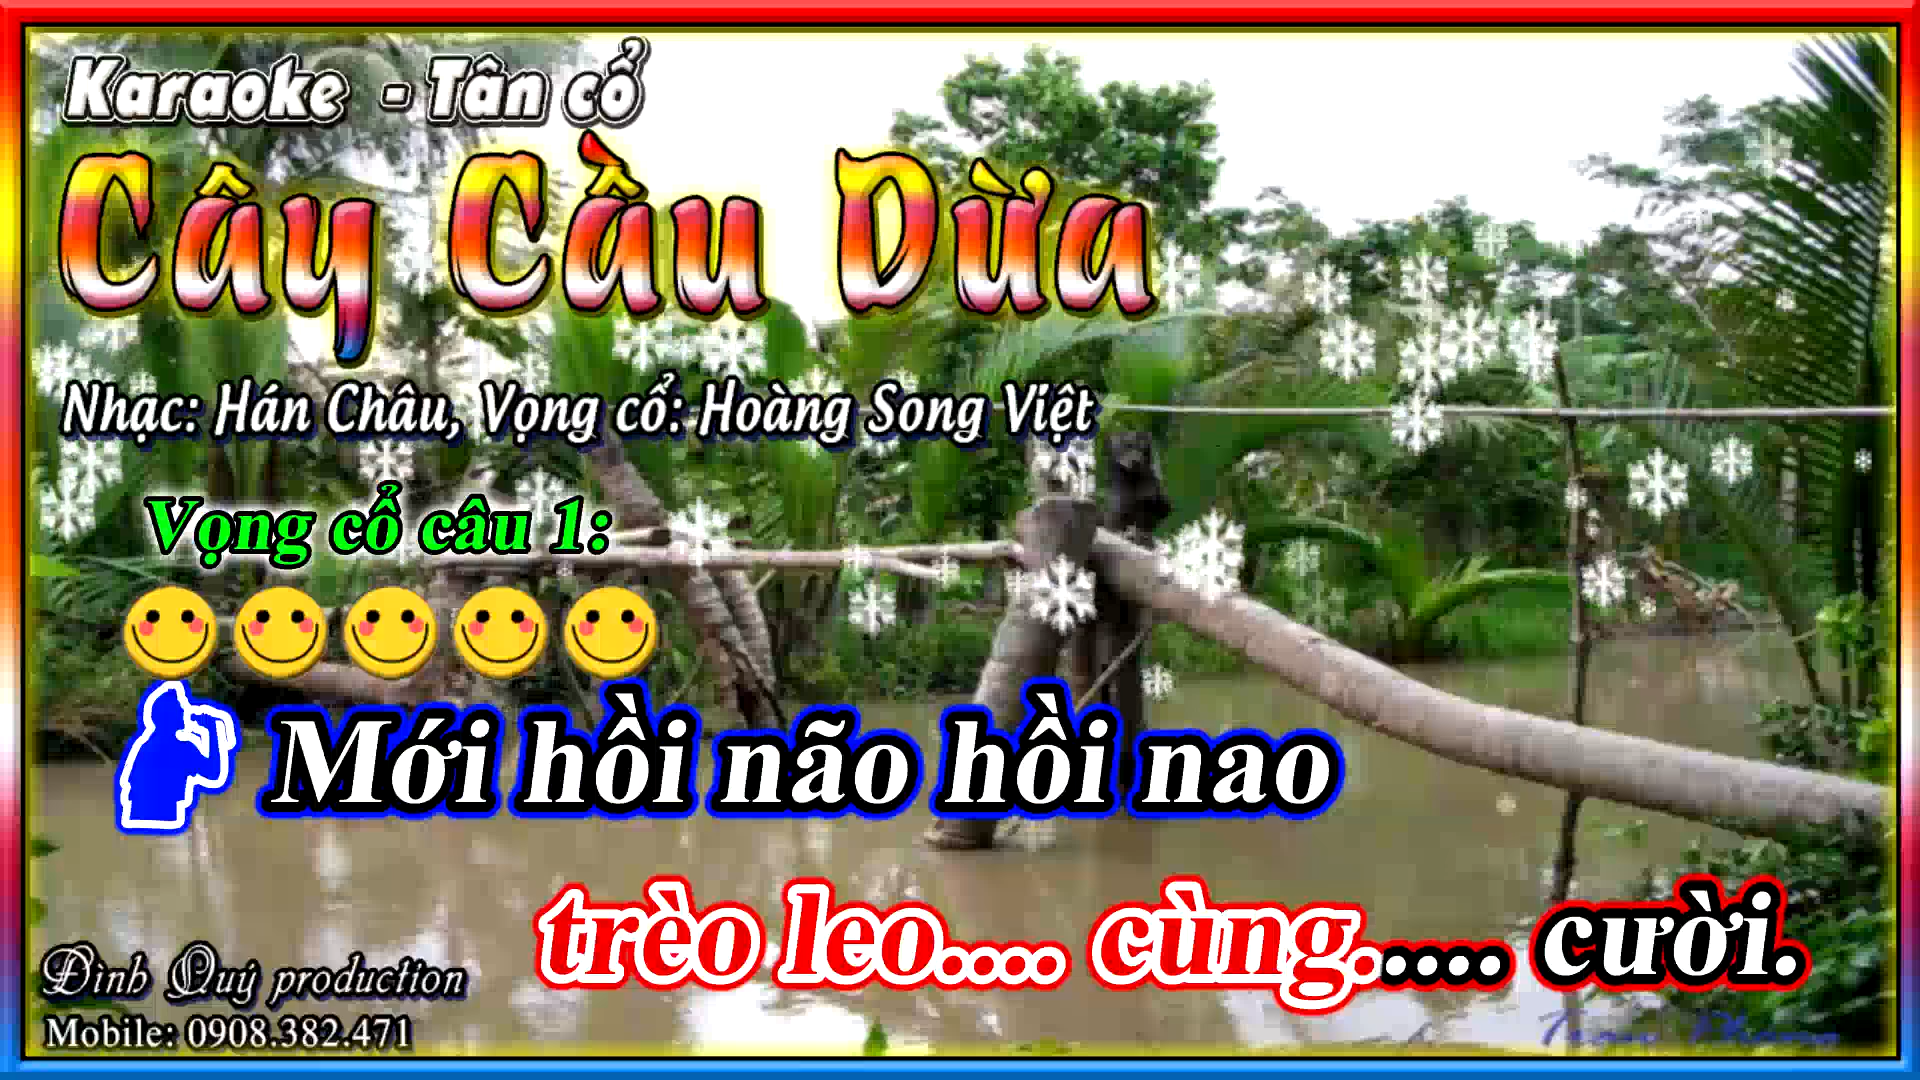 Karaoke - Tân cổ
Cây Cầu Dừa
Nhạc: Hán Châu, Vọng cổ: Hoàng Song Việt
Vọng cổ câu 1:
Mới hồi não hồi nao
trèo leo.... cùng..... cười.
Đình Quý production
Mobile: 0908.382.471